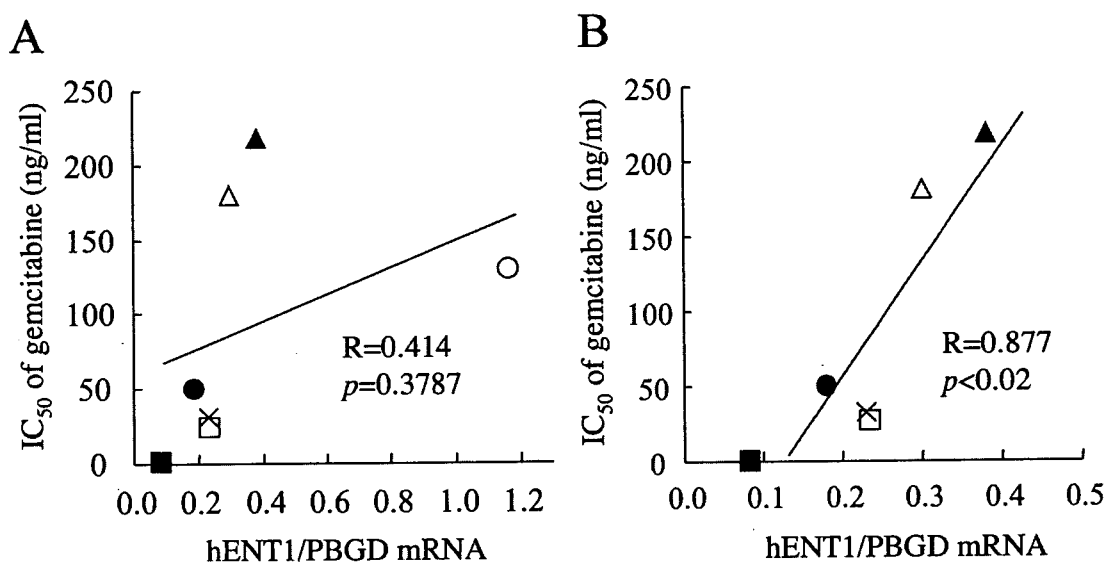 A
IC50 of gemcitabine (ng/ml)
250
200
150
100
50
0
R=0.414
p=0.3787
0.0 0.2 0.4 0.6 0.8 1.0 1.2
hENT1/PBGD mRNA
B
IC50 of gemcitabine (ng/ml)
250
200
150
100
50
0
R=0.877
p<0.02
0.0 0.1 0.2 0.3 0.4 0.5
hENT1/PBGD mRNA